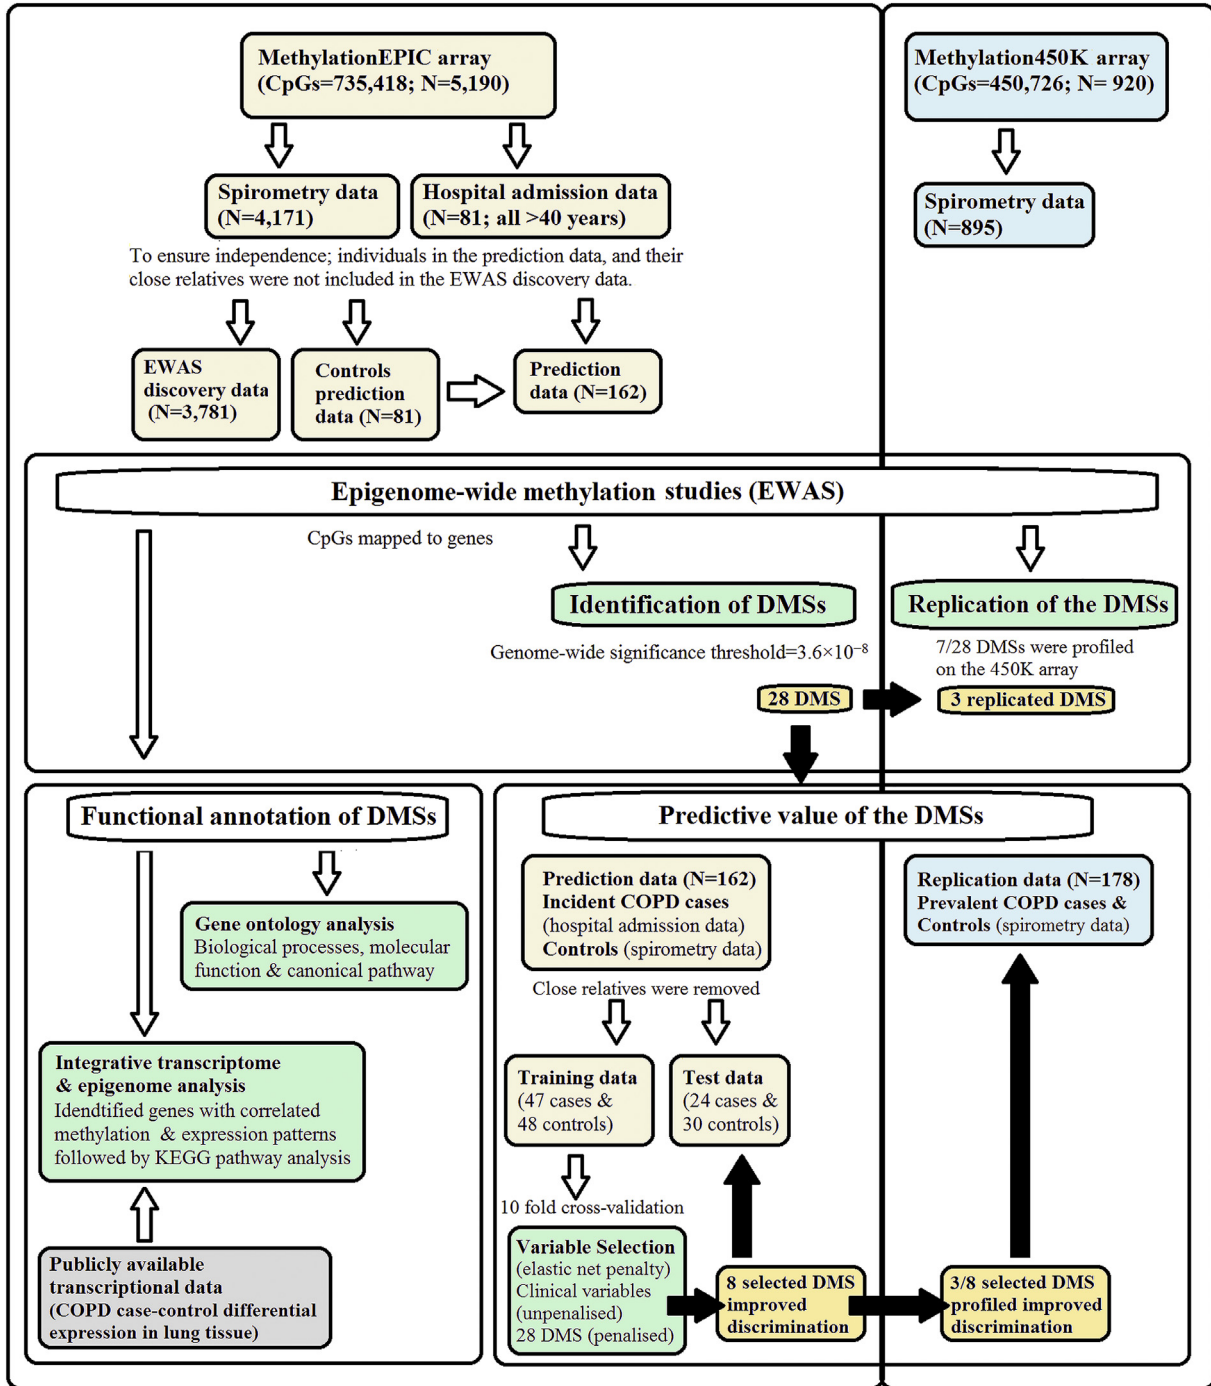 MethylationEPIC array
(CpGs=735,418; N=5,190)
Methylation450K array
(CpGs=450,726; N= 920)
Spirometry data
(N=4,171)
Hospital admission data
(N=81; all >40 years)
Spirometry data
(N=895)
To ensure independence; individuals in the prediction data, and their
close relatives were not included in the EWAS discovery data.
EWAS
discovery data
(N=3,781)
Controls
prediction
data (N=81)
Prediction
data (N=162)
Epigenome-wide methylation studies (EWAS)
CpGs mapped to genes
Identification of DMSs
Replication of the DMSs
Genome-wide significance threshold=3.6×10⁻⁸
7/28 DMSs were profiled
on the 450K array
28 DMS
3 replicated DMS
Functional annotation of DMSs
Gene ontology analysis
Biological processes, molecular
function & canonical pathway
Integrative transcriptome
& epigenome analysis
Idendtified genes with correlated
methylation & expression patterns
followed by KEGG pathway analysis
Publicly available
transcriptional data
(COPD case-control differential
expression in lung tissue)
Predictive value of the DMSs
Prediction data (N=162)
Incident COPD cases
(hospital admission data)
Controls (spirometry data)
Replication data (N=178)
Prevalent COPD cases &
Controls (spirometry data)
Close relatives were removed
Training data
(47 cases &
48 controls)
Test data
(24 cases &
30 controls)
10 fold cross-validation
Variable Selection
(elastic net penalty)
Clinical variables
(unpenalised)
28 DMS (penalised)
8 selected DMS
improved
discrimination
3/8 selected DMS
profiled improved
discrimination